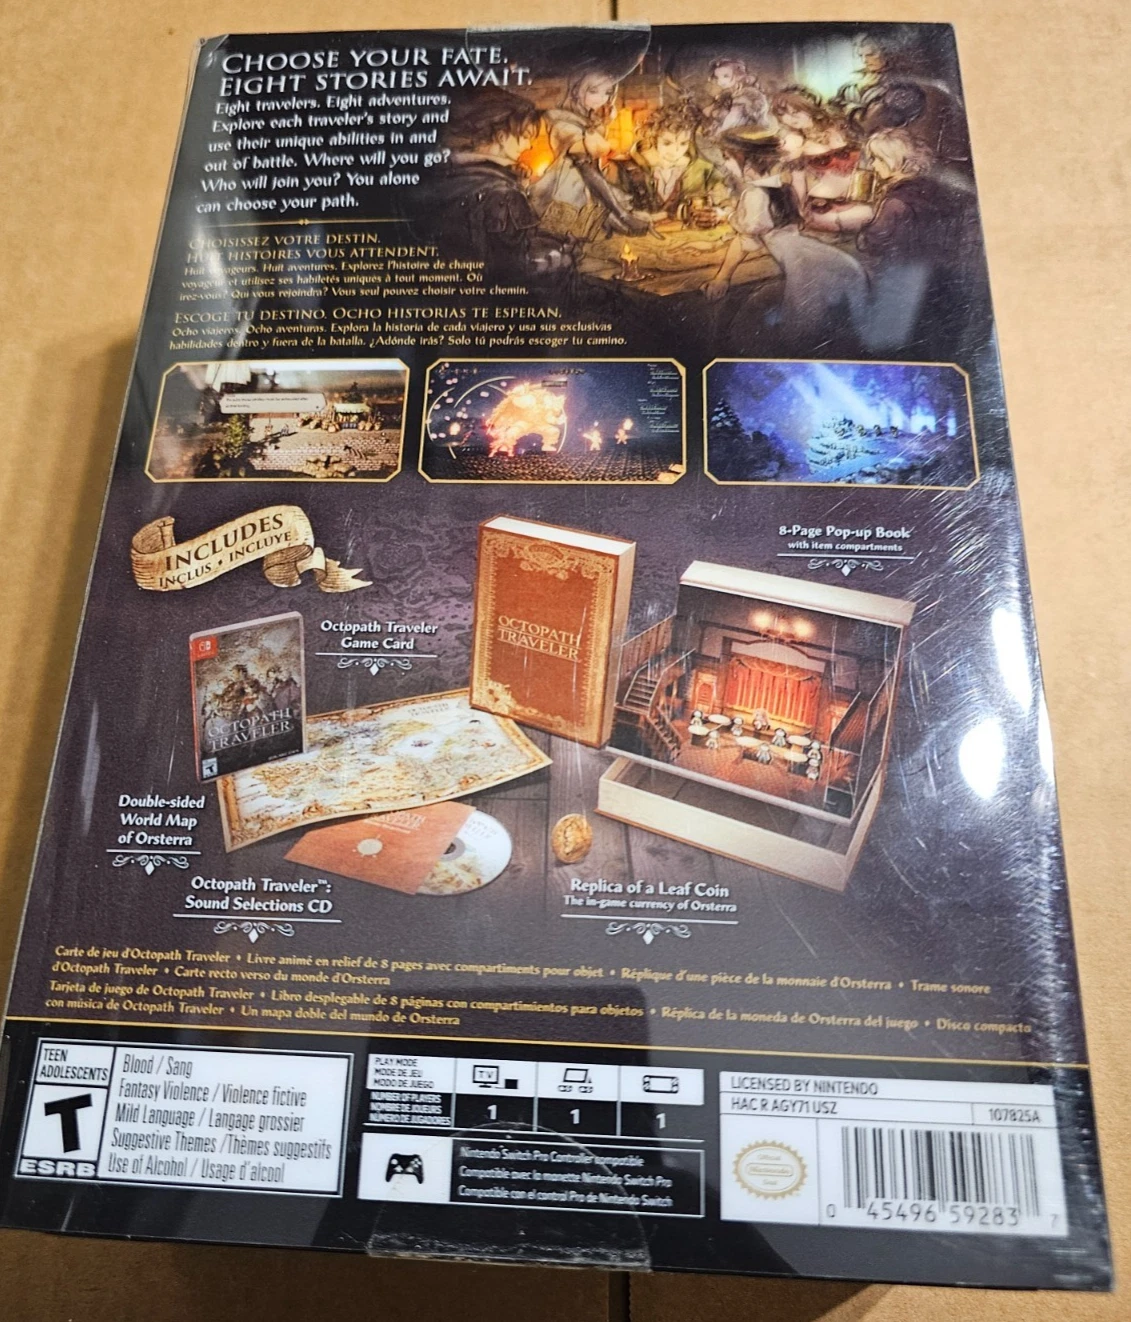 CHOOSE YOUR FATE.
EIGHT STORIES AWAIT.
Eight travelers. Eight adventures.
Explore each traveler's story and
use their unique abilities in and
out of battle. Where will you go?
Who will join you? You alone
can choose your path.
CHOISISSEZ VOTRE DESTIN.
HUIT HISTOIRES VOUS ATTENDENT.
Huit voyageurs. Huit aventures. Explorez l'histoire de chaque
voyageur et utilisez ses habiletés uniques à tout moment. Où
irez-vous? Qui vous rejoindra? Vous seul pouvez choisir votre chemin.
ESCOGE TU DESTINO. OCHO HISTORIAS TE ESPERAN.
Ocho viajeros. Ocho aventuras. Explora la historia de cada viajero y usa sus exclusivas
habilidades dentro y fuera de la batalla. ¿Adónde irás? Solo tú podrás escoger tu camino.
INCLUDES
INCLUS • INCLUYE
8-Page Pop-up Book
with item compartments
Octopath Traveler
Game Card
OCTOPATH
TRAVELER
OCTOPATH
TRAVELER
Double-sided
World Map
of Orsterra
Octopath Traveler™:
Sound Selections CD
Replica of a Leaf Coin
The in-game currency of Orsterra
Carte de jeu d'Octopath Traveler • Livre animé en relief de 8 pages avec compartiments pour objet • Réplique d'une pièce de la monnaie d'Orsterra • Trame sonore
d'Octopath Traveler • Carte recto verso du monde d'Orsterra
Tarjeta de juego de Octopath Traveler • Libro desplegable de 8 páginas con compartimientos para objetos • Réplica de la moneda de Orsterra del juego • Disco compacto
con música de Octopath Traveler • Un mapa doble del mundo de Orsterra
TEEN
ADOLESCENTS
T
ESRB
Blood / Sang
Fantasy Violence / Violence fictive
Mild Language / Langage grossier
Suggestive Themes / Thèmes suggestifs
Use of Alcohol / Usage d'alcool
PLAY MODE
MODE DE JEU
MODO DE JUEGO
TV
NUMBER OF PLAYERS
NOMBRE DE JOUEURS
NÚMERO DE JUGADORES
1
1
1
Nintendo Switch Pro Controller compatible
Compatible avec la manette Nintendo Switch Pro
Compatible con el control Pro de Nintendo Switch
LICENSED BY NINTENDO
HAC R AGY71 USZ
107825A
Official
Nintendo
Seal
0 45496 59283 7